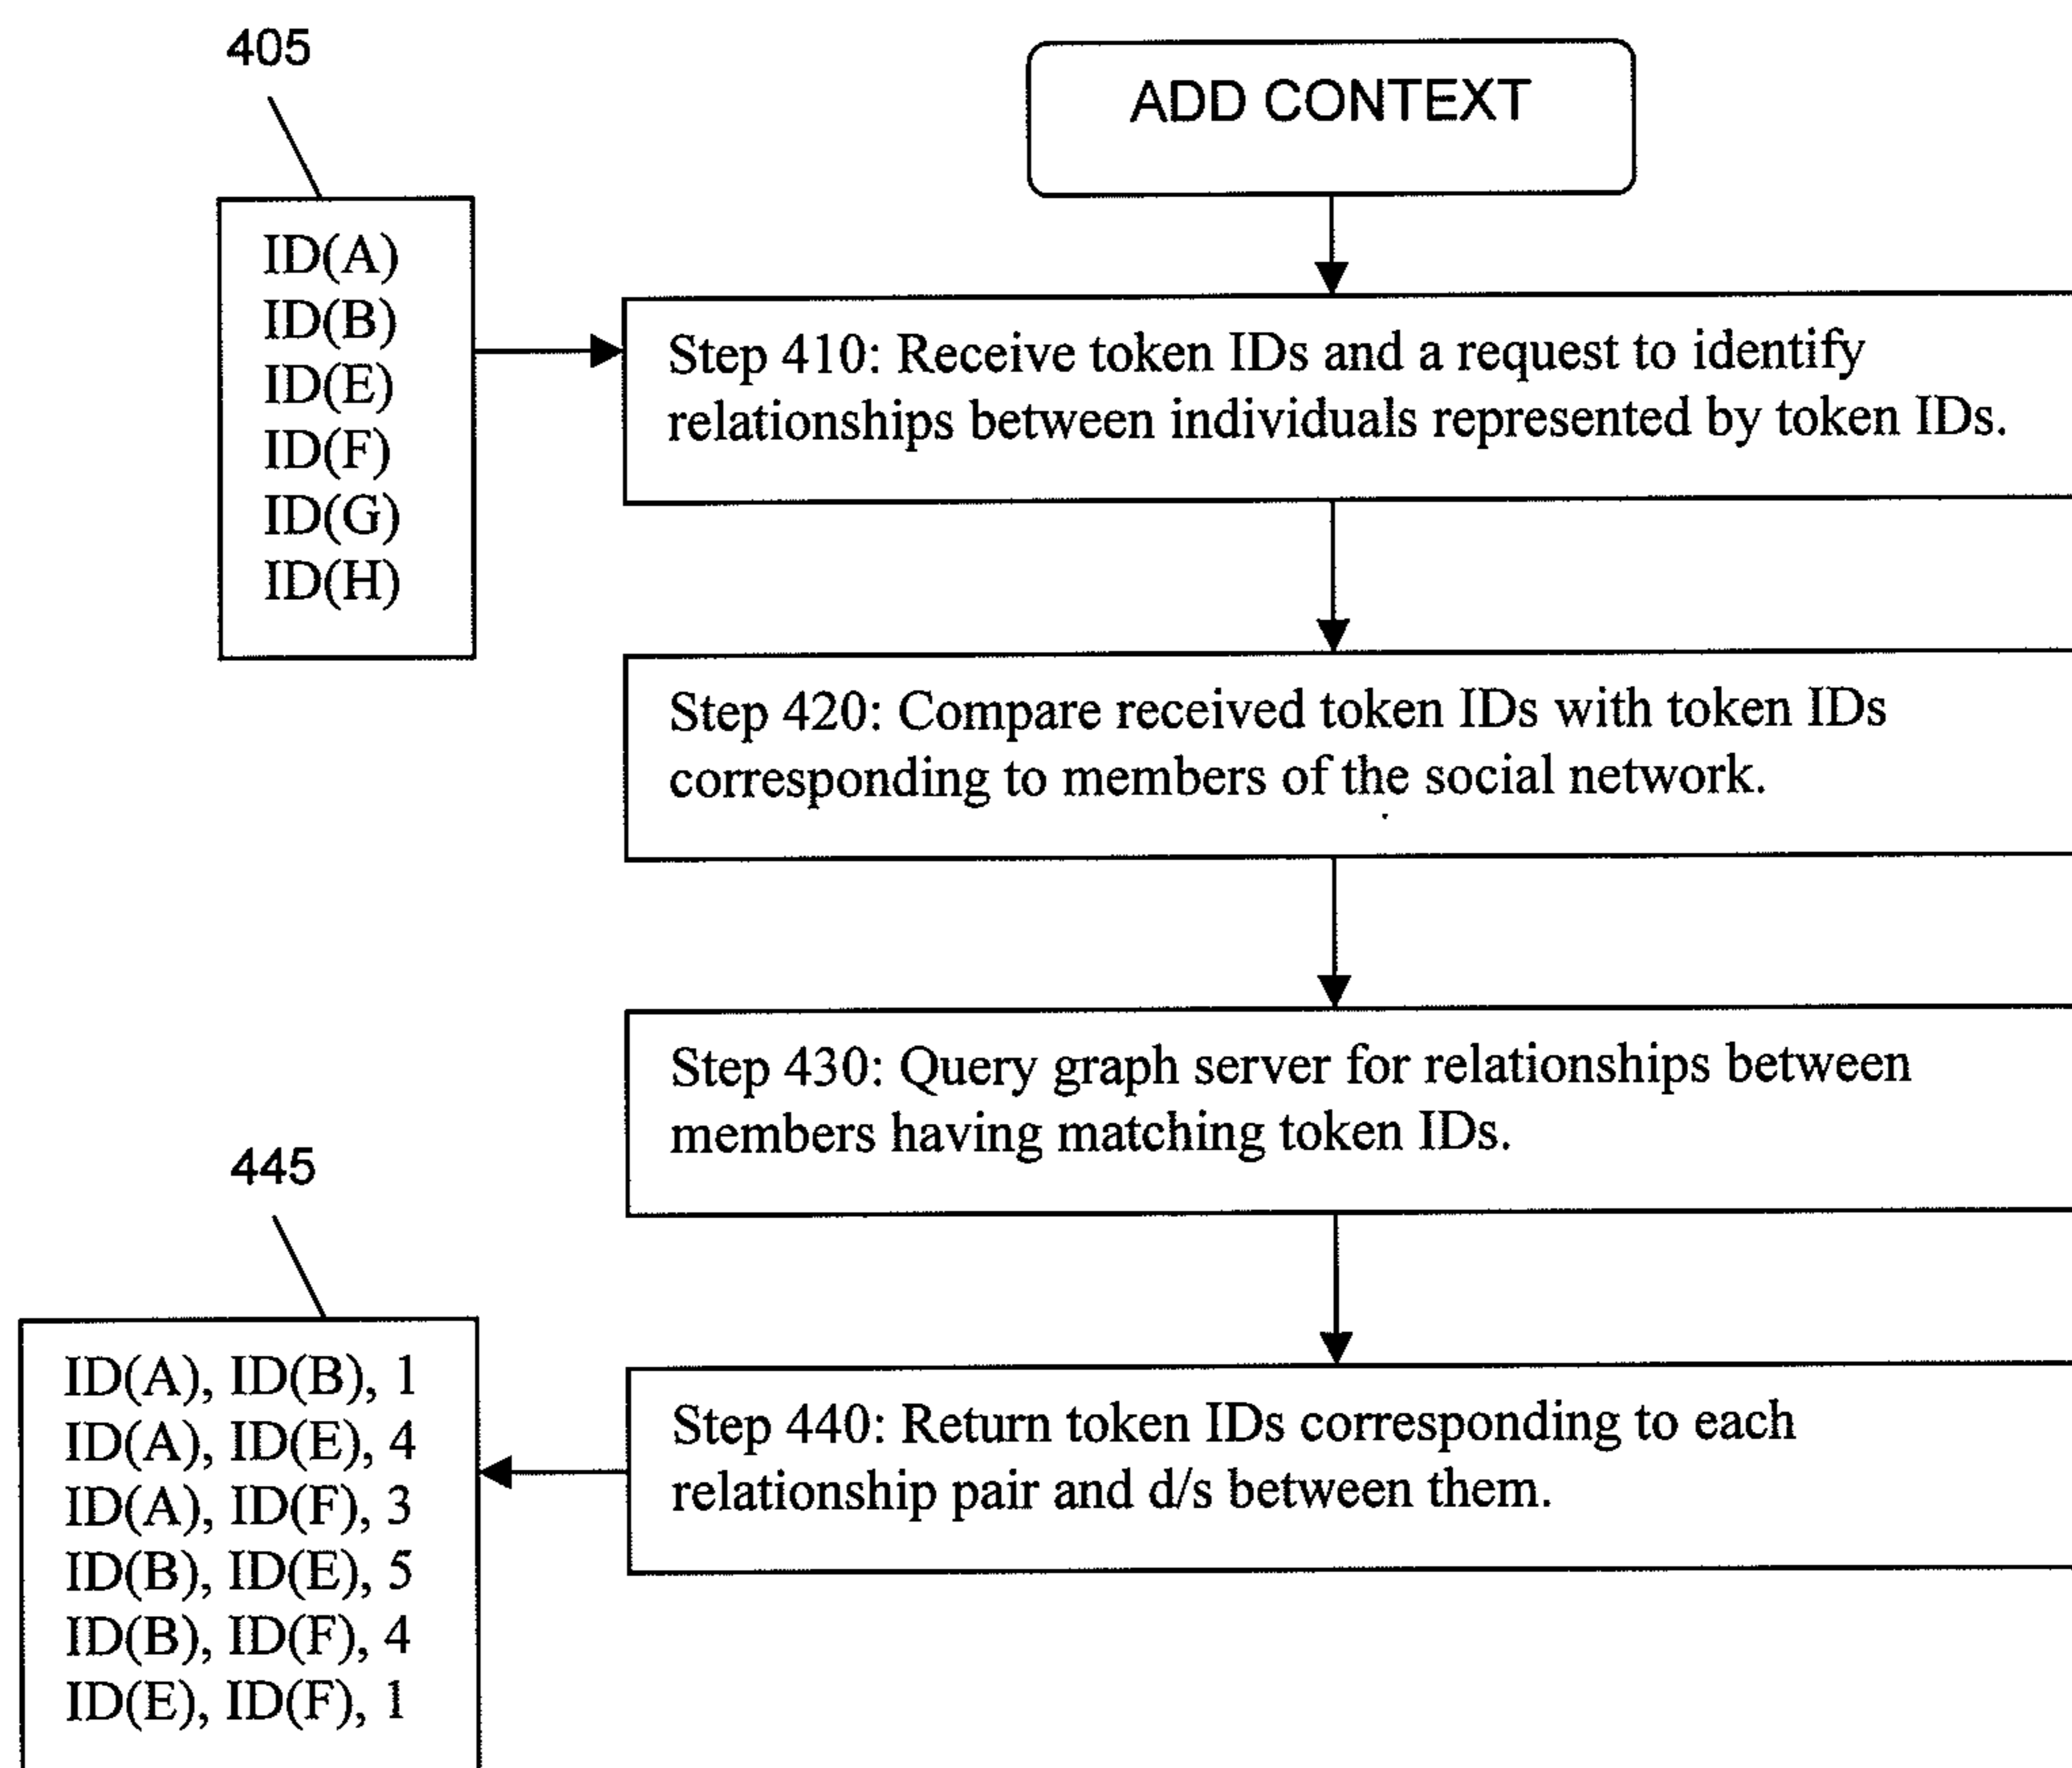 405
ADD CONTEXT
ID(A)
ID(B)
ID(E)
ID(F)
ID(G)
ID(H)
Step 410: Receive token IDs and a request to identify
relationships between individuals represented by token IDs.
Step 420: Compare received token IDs with token IDs
corresponding to members of the social network.
Step 430: Query graph server for relationships between
members having matching token IDs.
445
ID(A), ID(B), 1
ID(A), ID(E), 4
ID(A), ID(F), 3
ID(B), ID(E), 5
ID(B), ID(F), 4
ID(E), ID(F), 1
Step 440: Return token IDs corresponding to each
relationship pair and d/s between them.